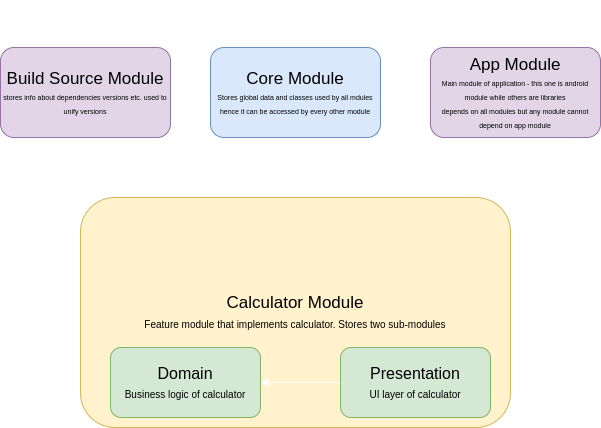 Build Source Module
stores info about dependencies versions etc. used to
unify versions
Core Module
Stores global data and classes used by all mdules
hence it can be accessed by every other module
App Module
Main module of application - this one is android
module while others are libraries
depends on all modules but any module cannot
depend on app module
Calculator Module
Feature module that implements calculator. Stores two sub-modules
Domain
Business logic of calculator
Presentation
UI layer of calculator